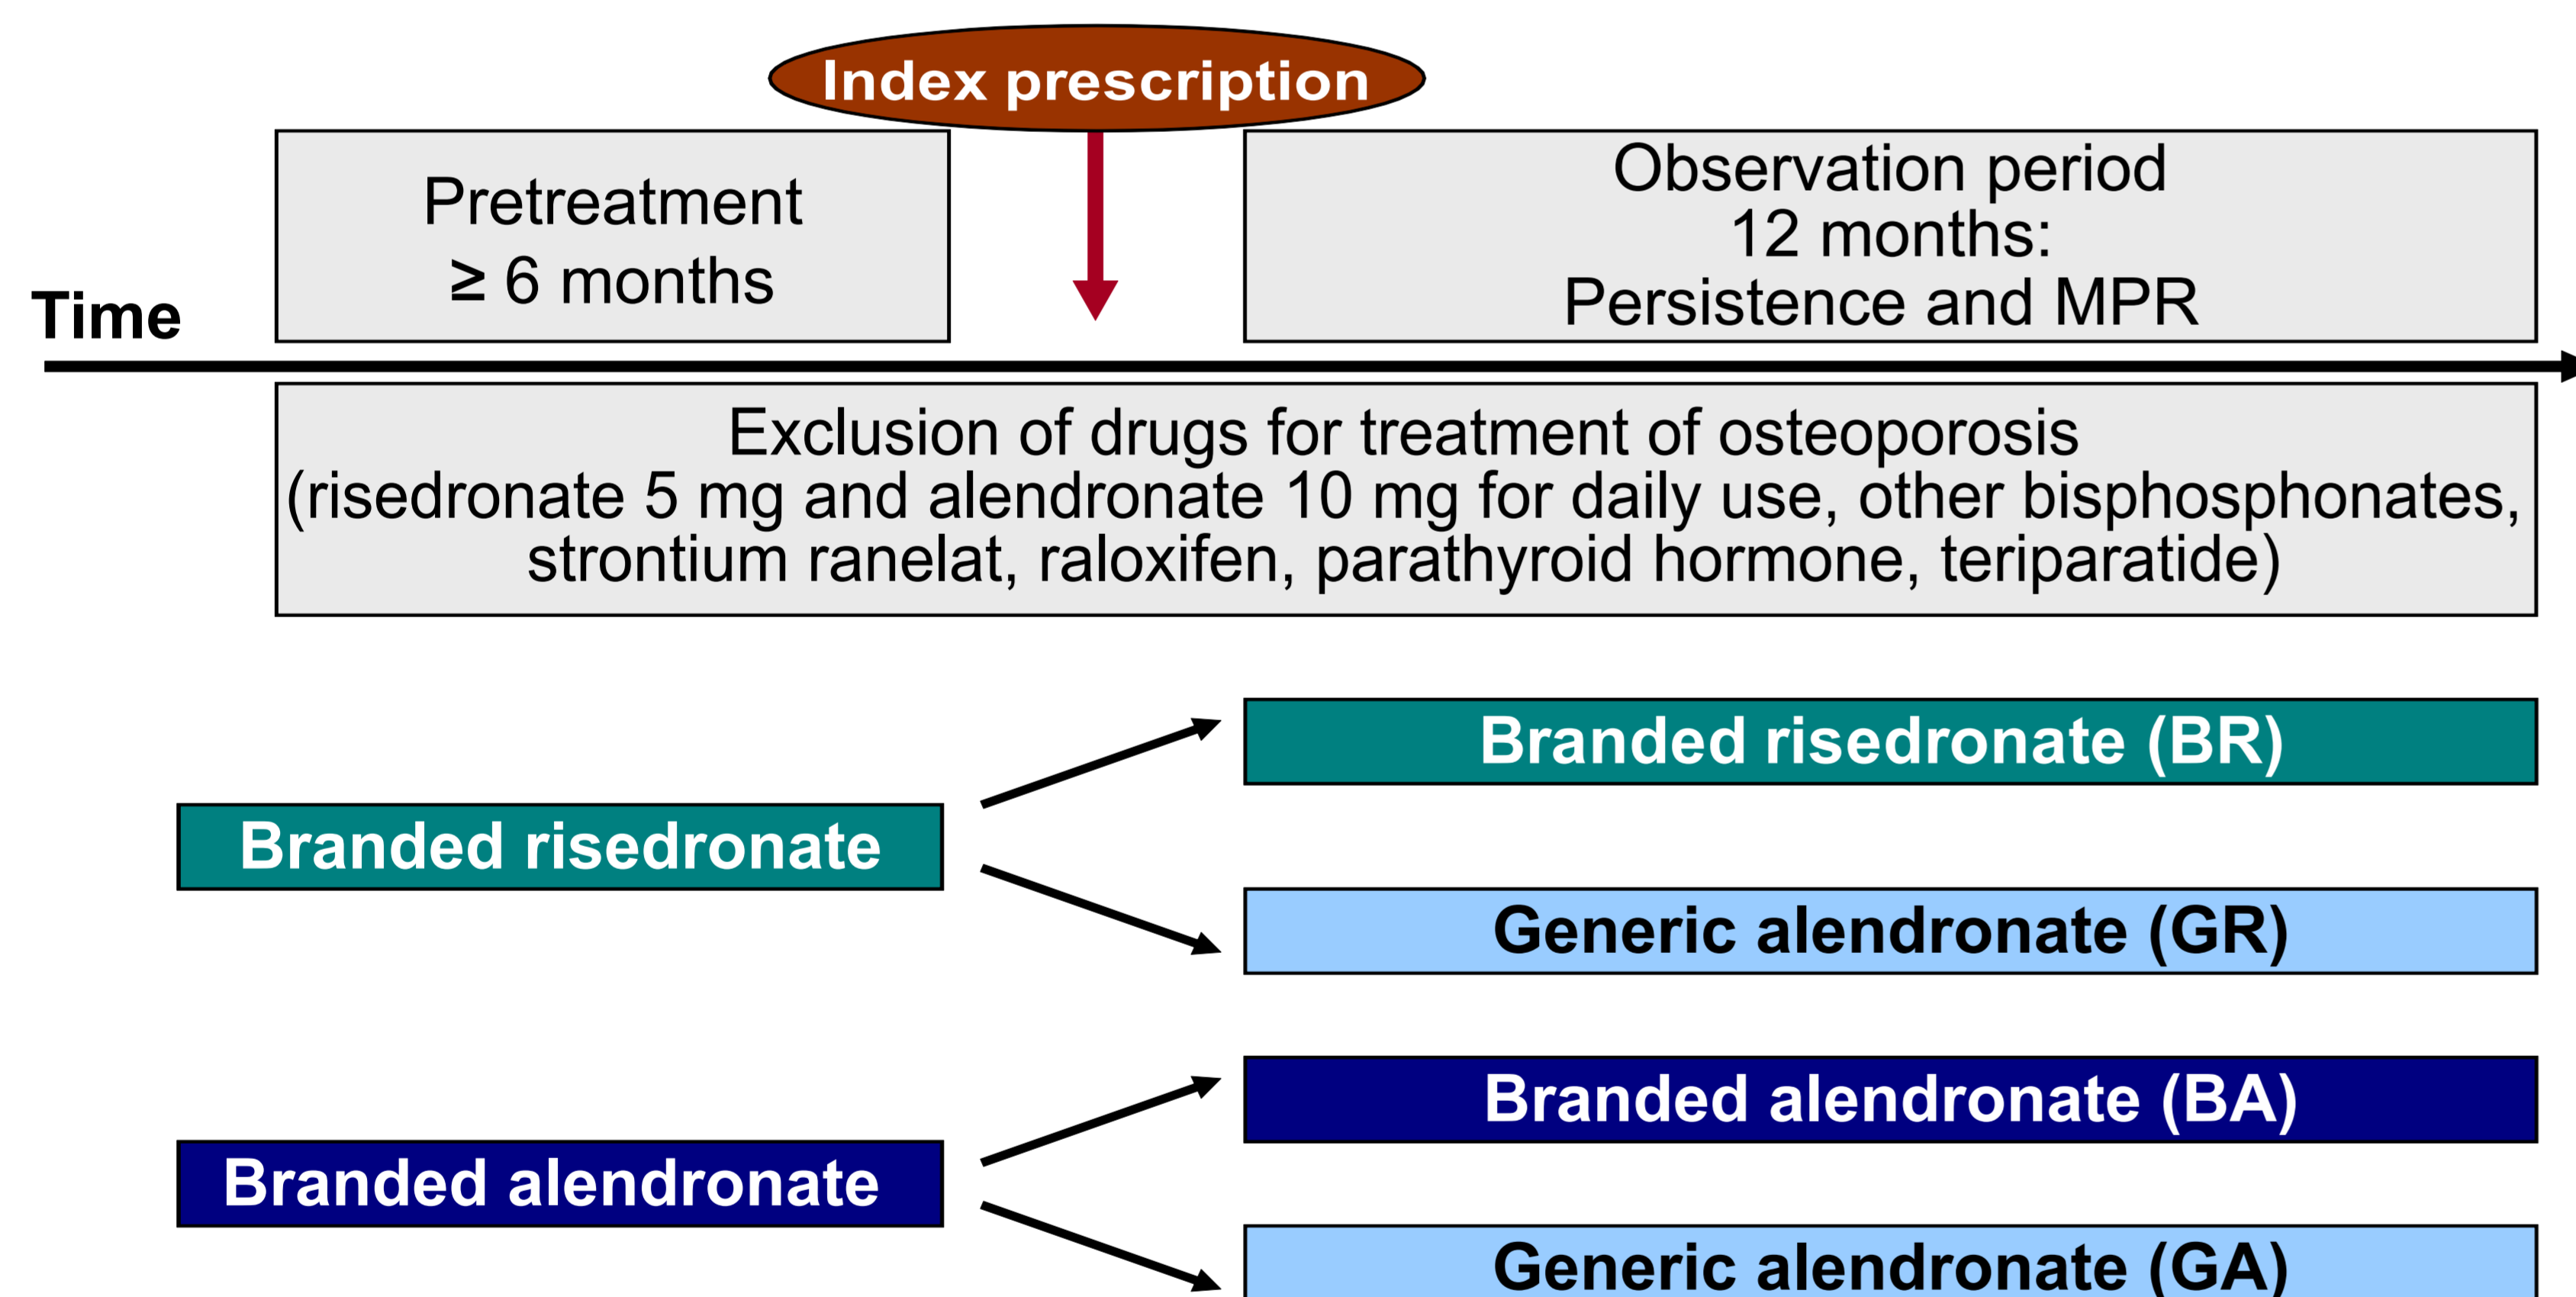 Index prescription
Pretreatment
≥ 6 months
Observation period
12 months:
Persistence and MPR
Time
Exclusion of drugs for treatment of osteoporosis
(risedronate 5 mg and alendronate 10 mg for daily use, other bisphosphonates,
strontium ranelat, raloxifen, parathyroid hormone, teriparatide)
Branded risedronate
Branded risedronate (BR)
Generic alendronate (GR)
Branded alendronate
Branded alendronate (BA)
Generic alendronate (GA)